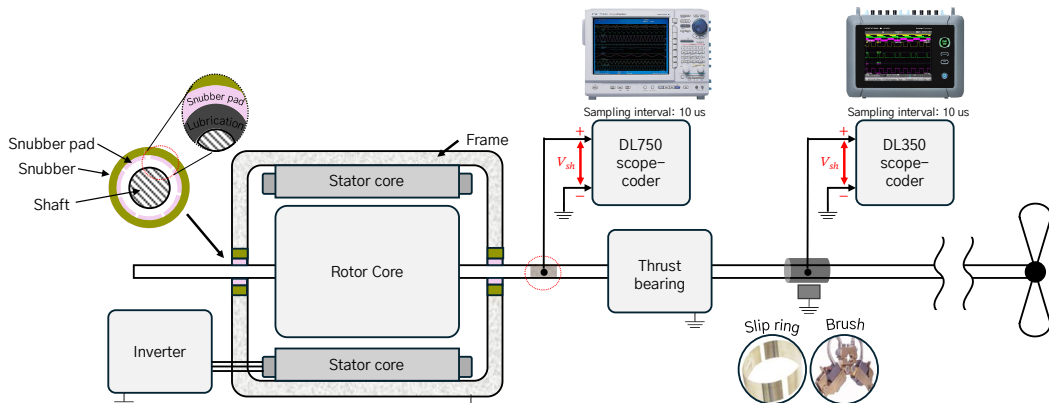 Sampling interval: 10 us
Sampling interval: 10 us
Snubber pad
Lubrication
Snubber pad
Snubber
Shaft
Frame
Stator core
Rotor Core
Stator core
Inverter
+
V_sh
−
DL750
scope-
coder
+
V_sh
−
DL350
scope-
coder
Thrust
bearing
Slip ring
Brush